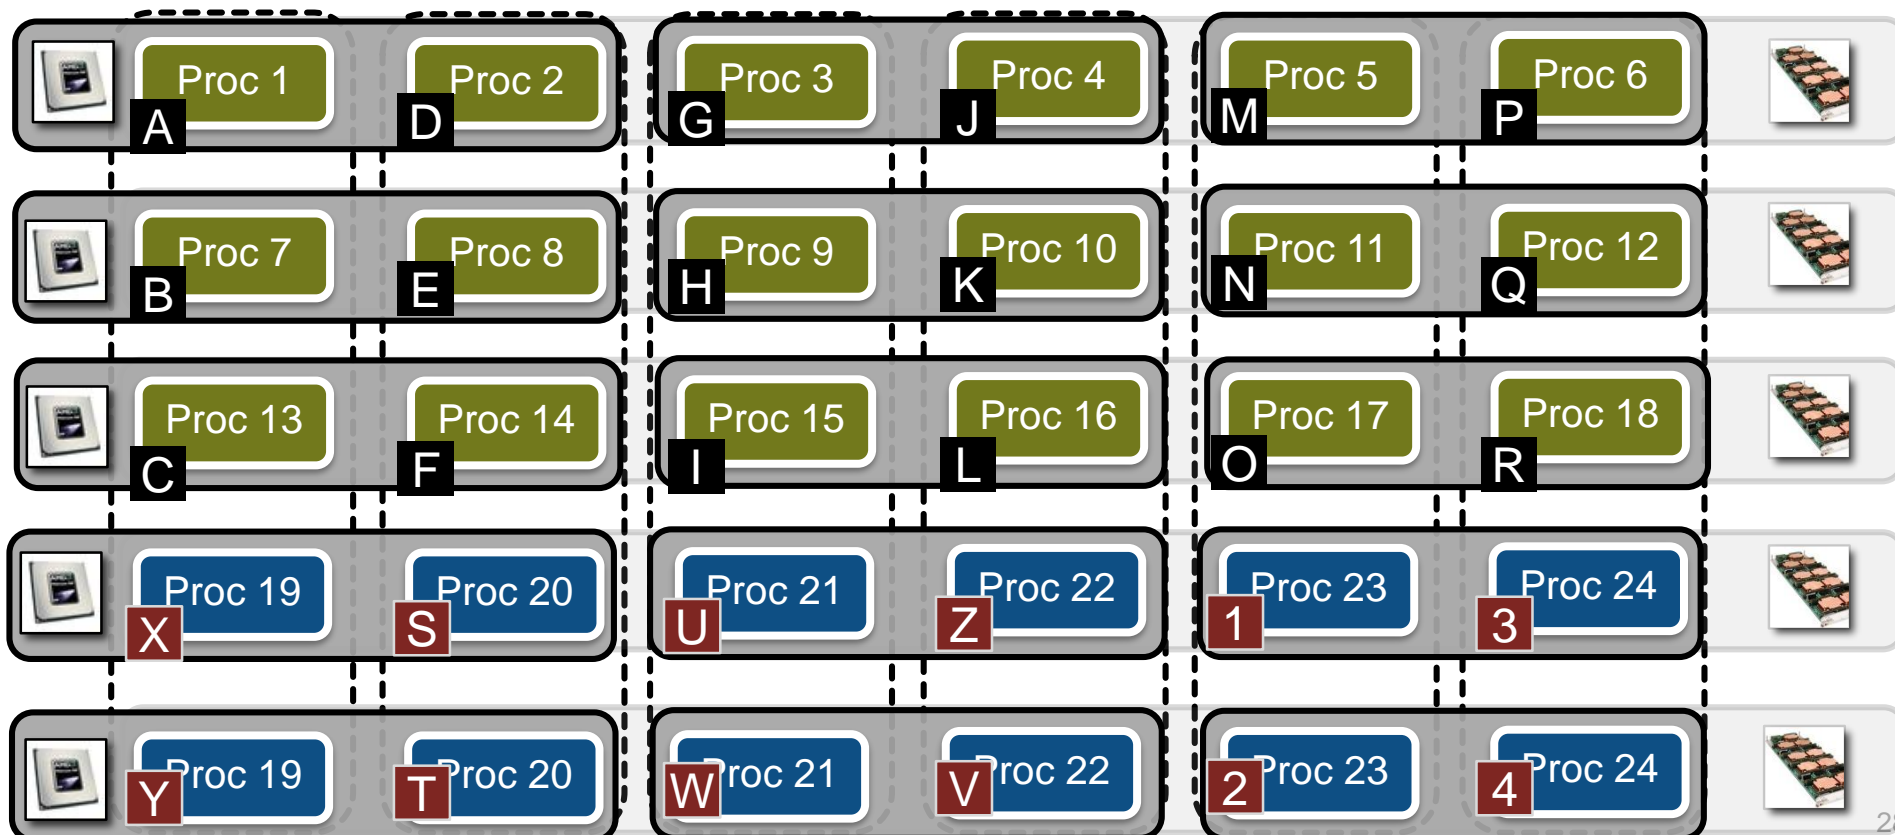 Proc 1 Proc 2 Proc 3 Proc 4 Proc 5 Proc 6
A D G J M P
Proc 7 Proc 8 Proc 9 Proc 10 Proc 11 Proc 12
B E H K N Q
Proc 13 Proc 14 Proc 15 Proc 16 Proc 17 Proc 18
C F I L O R
Proc 19 Proc 20 Proc 21 Proc 22 Proc 23 Proc 24
X S U Z 1 3
Proc 19 Proc 20 Proc 21 Proc 22 Proc 23 Proc 24
Y T W V 2 4